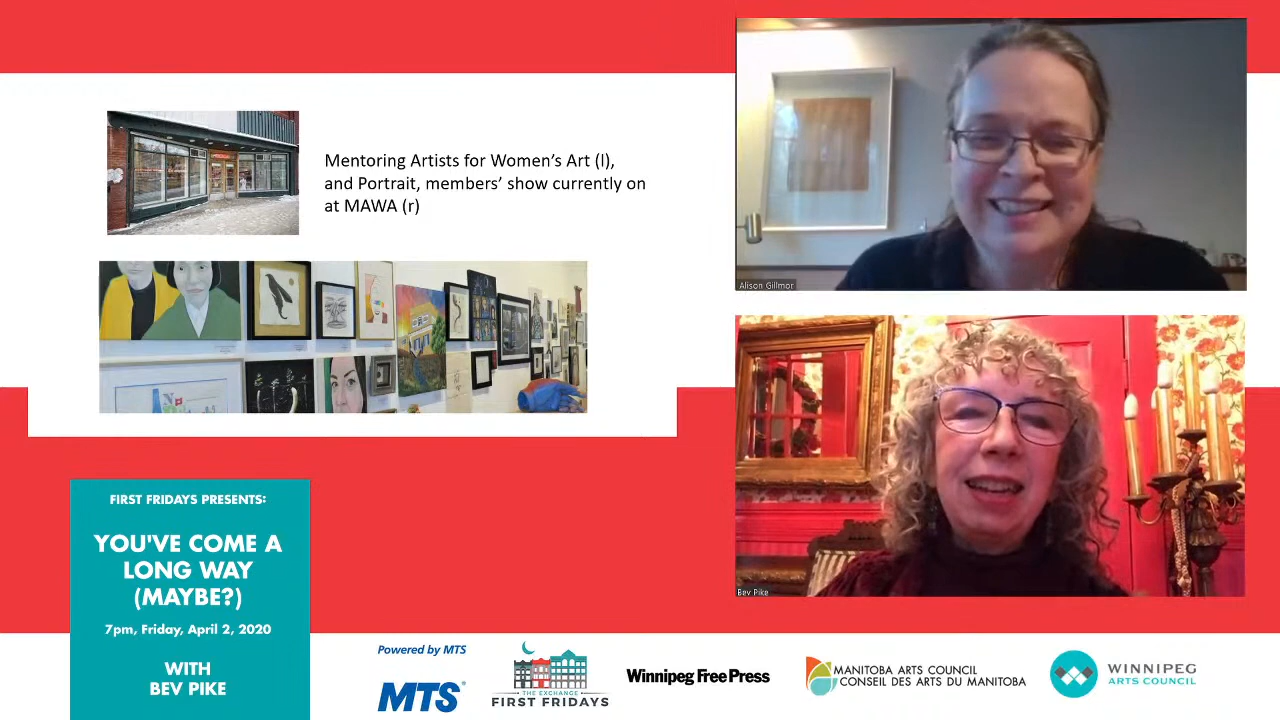 Mentoring Artists for Women's Art (l),
and Portrait, members' show currently on
at MAWA (r)
Alison Gillmor
Bev Pike
FIRST FRIDAYS PRESENTS:
YOU'VE COME A
LONG WAY
(MAYBE?)
7pm, Friday, April 2, 2020
WITH
BEV PIKE
Powered by MTS
MTS
THE EXCHANGE
FIRST FRIDAYS
Winnipeg Free Press
MANITOBA ARTS COUNCIL
CONSEIL DES ARTS DU MANITOBA
WINNIPEG
ARTS COUNCIL